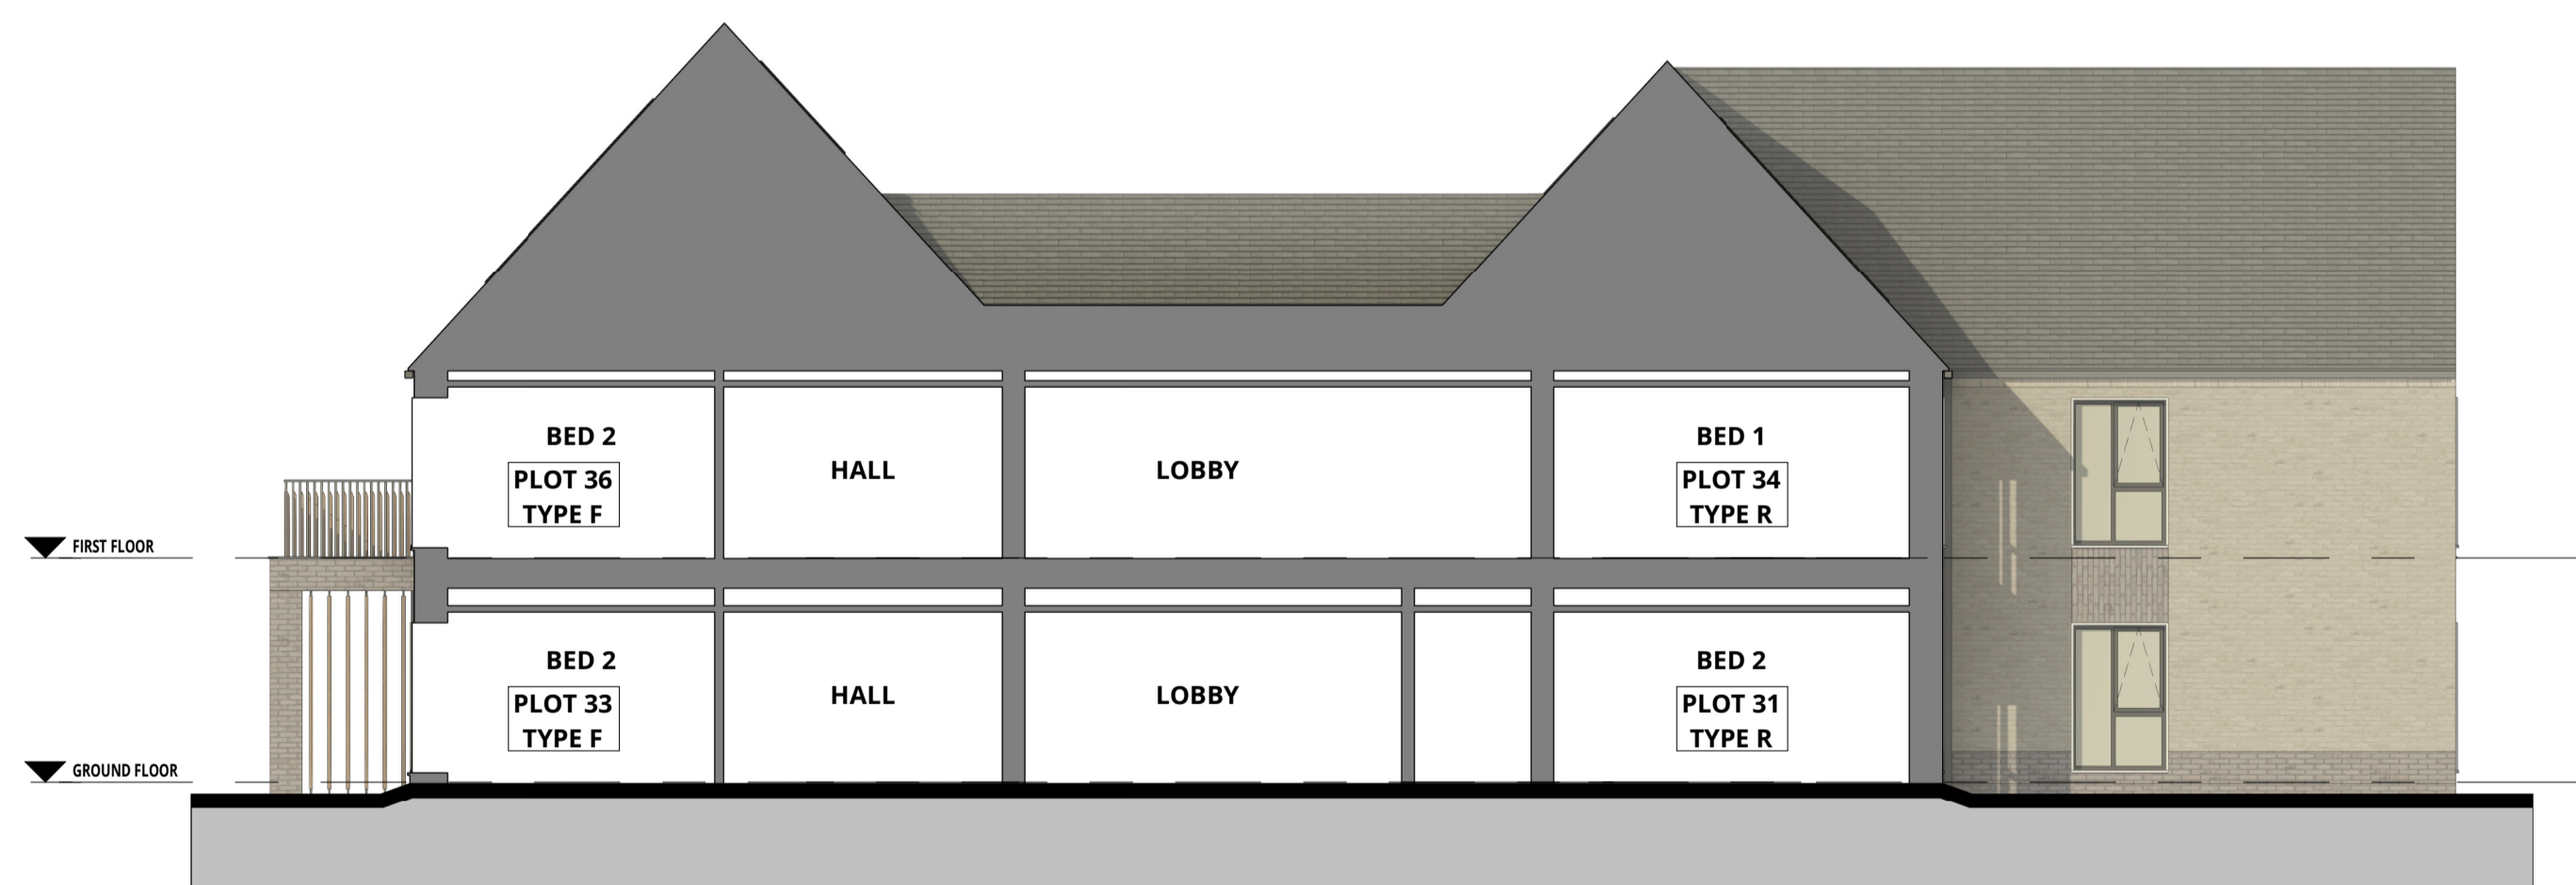 BED 2
PLOT 36
TYPE F
HALL
LOBBY
BED 1
PLOT 34
TYPE R
FIRST FLOOR
BED 2
PLOT 33
TYPE F
HALL
LOBBY
BED 2
PLOT 31
TYPE R
GROUND FLOOR